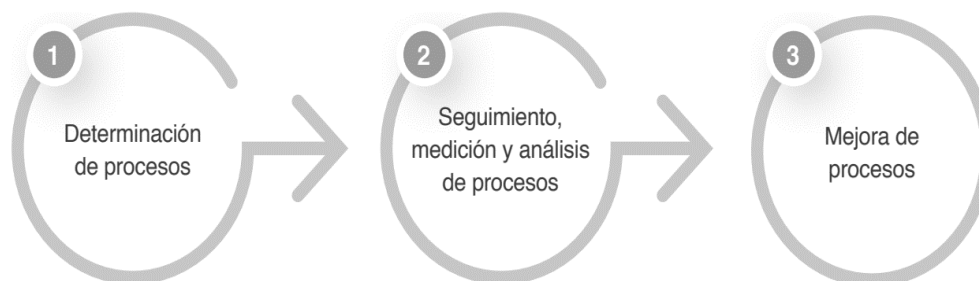 1
Determinación
de procesos
2
Seguimiento,
medición y análisis
de procesos
3
Mejora de
procesos